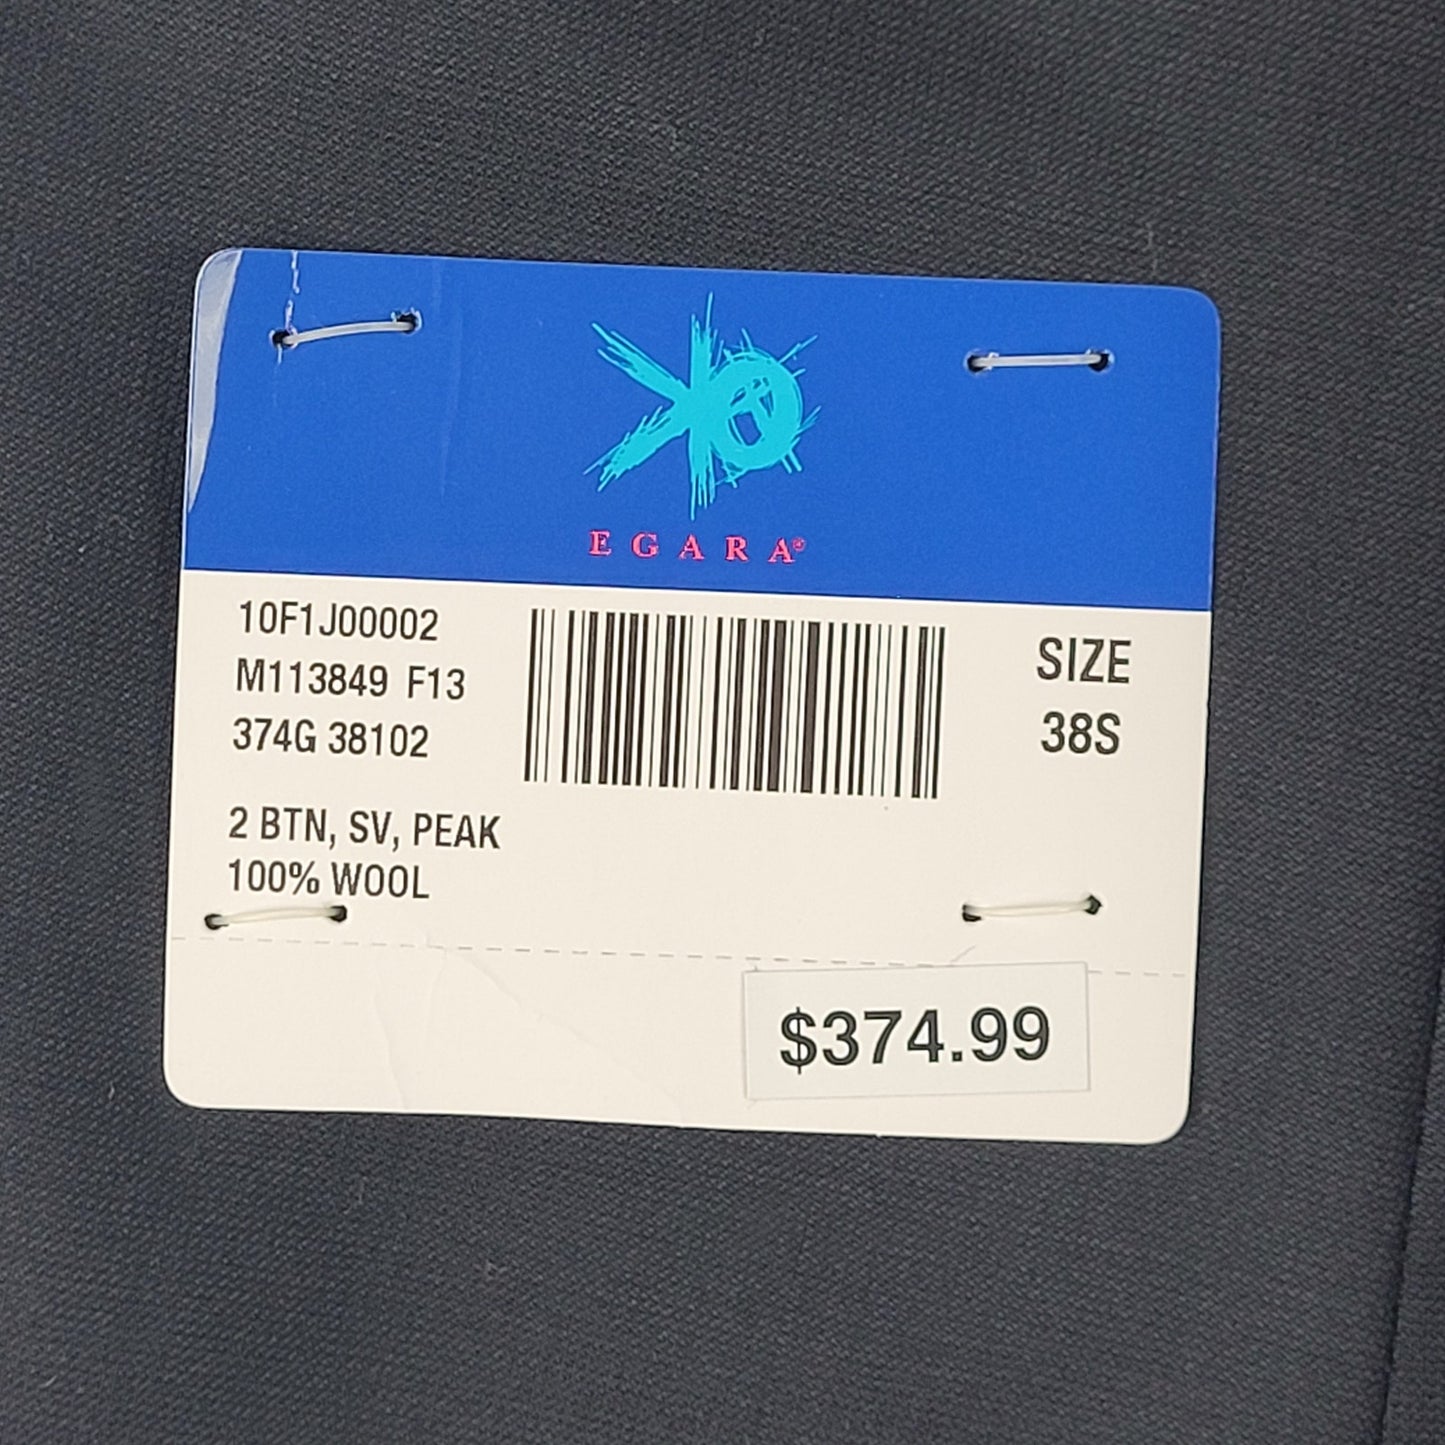 EGARA®
10F1J00002
M113849 F13
374G 38102
2 BTN, SV, PEAK
100% WOOL
SIZE
38S
$374.99